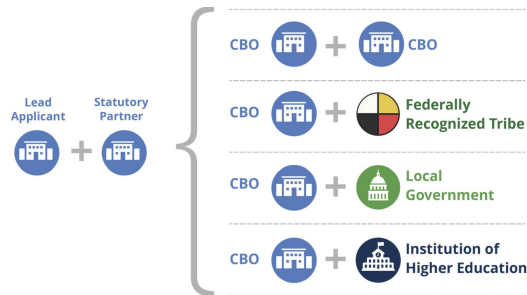 CBO
CBO
Lead
Applicant
Statutory
Partner
CBO
Federally
Recognized Tribe
CBO
Local
Government
CBO
Institution of
Higher Education